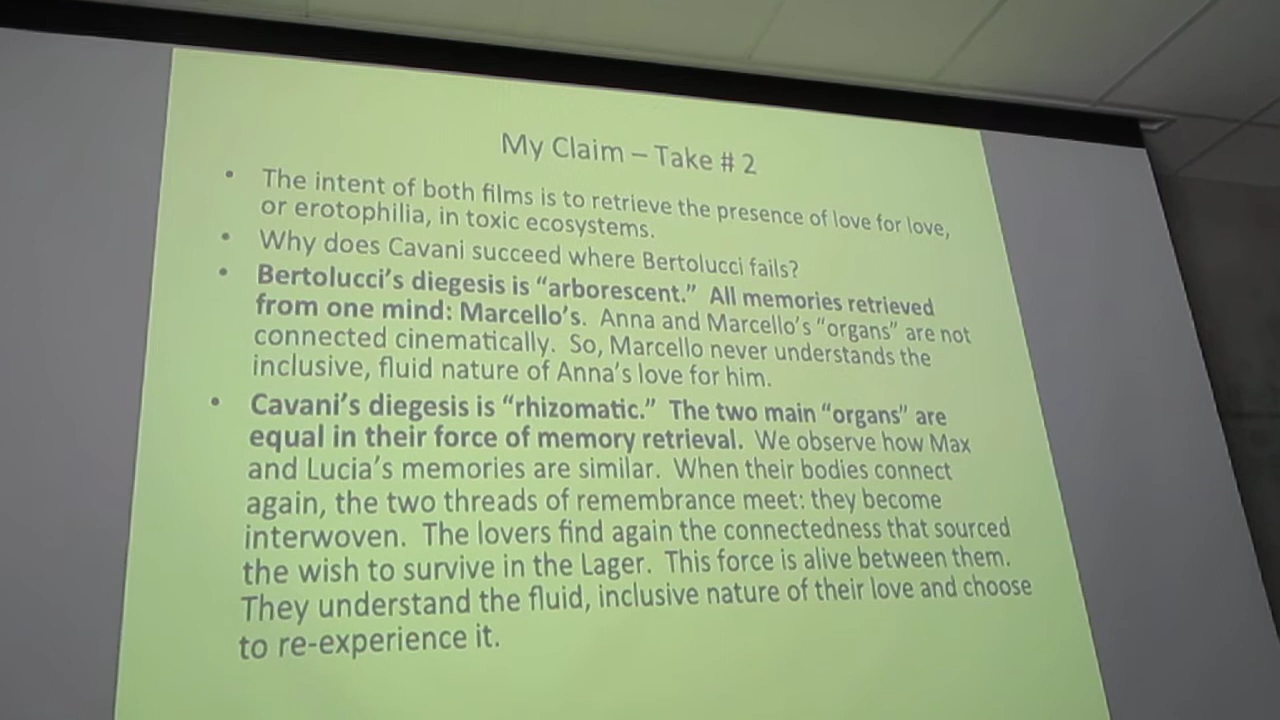 My Claim – Take # 2
• The intent of both films is to retrieve the presence of love for love,
or erotophilia, in toxic ecosystems.
• Why does Cavani succeed where Bertolucci fails?
• Bertolucci's diegesis is "arborescent." All memories retrieved
from one mind: Marcello's. Anna and Marcello's "organs" are not
connected cinematically. So, Marcello never understands the
inclusive, fluid nature of Anna's love for him.
• Cavani's diegesis is "rhizomatic." The two main "organs" are
equal in their force of memory retrieval. We observe how Max
and Lucia's memories are similar. When their bodies connect
again, the two threads of remembrance meet: they become
interwoven. The lovers find again the connectedness that sourced
the wish to survive in the Lager. This force is alive between them.
They understand the fluid, inclusive nature of their love and choose
to re-experience it.